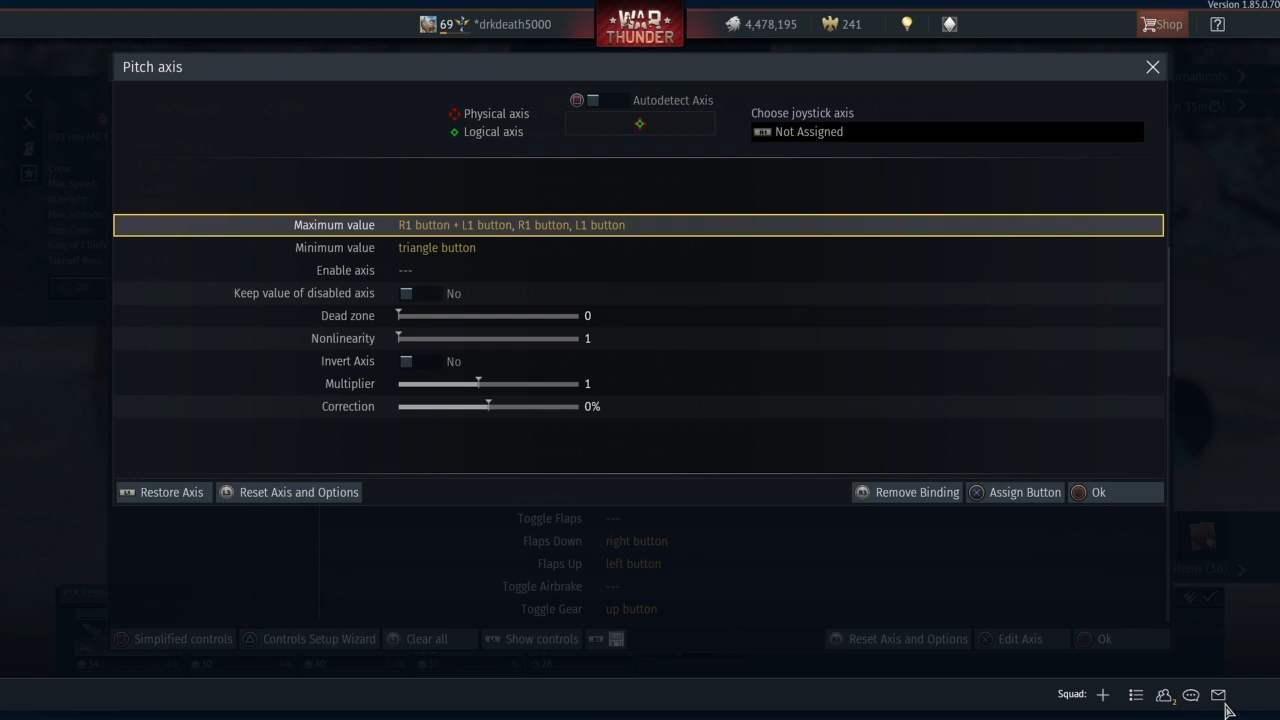 Version 1.85.0.70
69 *drkdeath5000
WAR THUNDER
4,478,195
241
Shop
Pitch axis
Autodetect Axis
Physical axis
Logical axis
Choose joystick axis
Not Assigned
Maximum value R1 button + L1 button, R1 button, L1 button
Minimum value triangle button
Enable axis ---
Keep value of disabled axis No
Dead zone 0
Nonlinearity 1
Invert Axis No
Multiplier 1
Correction 0%
Restore Axis Reset Axis and Options Remove Binding Assign Button Ok
Toggle Flaps ---
Flaps Down right button
Flaps Up left button
Toggle Airbrake ---
Toggle Gear up button
Simplified controls Controls Setup Wizard Clear all Show controls Reset Axis and Options Edit Axis Ok
Squad: 2